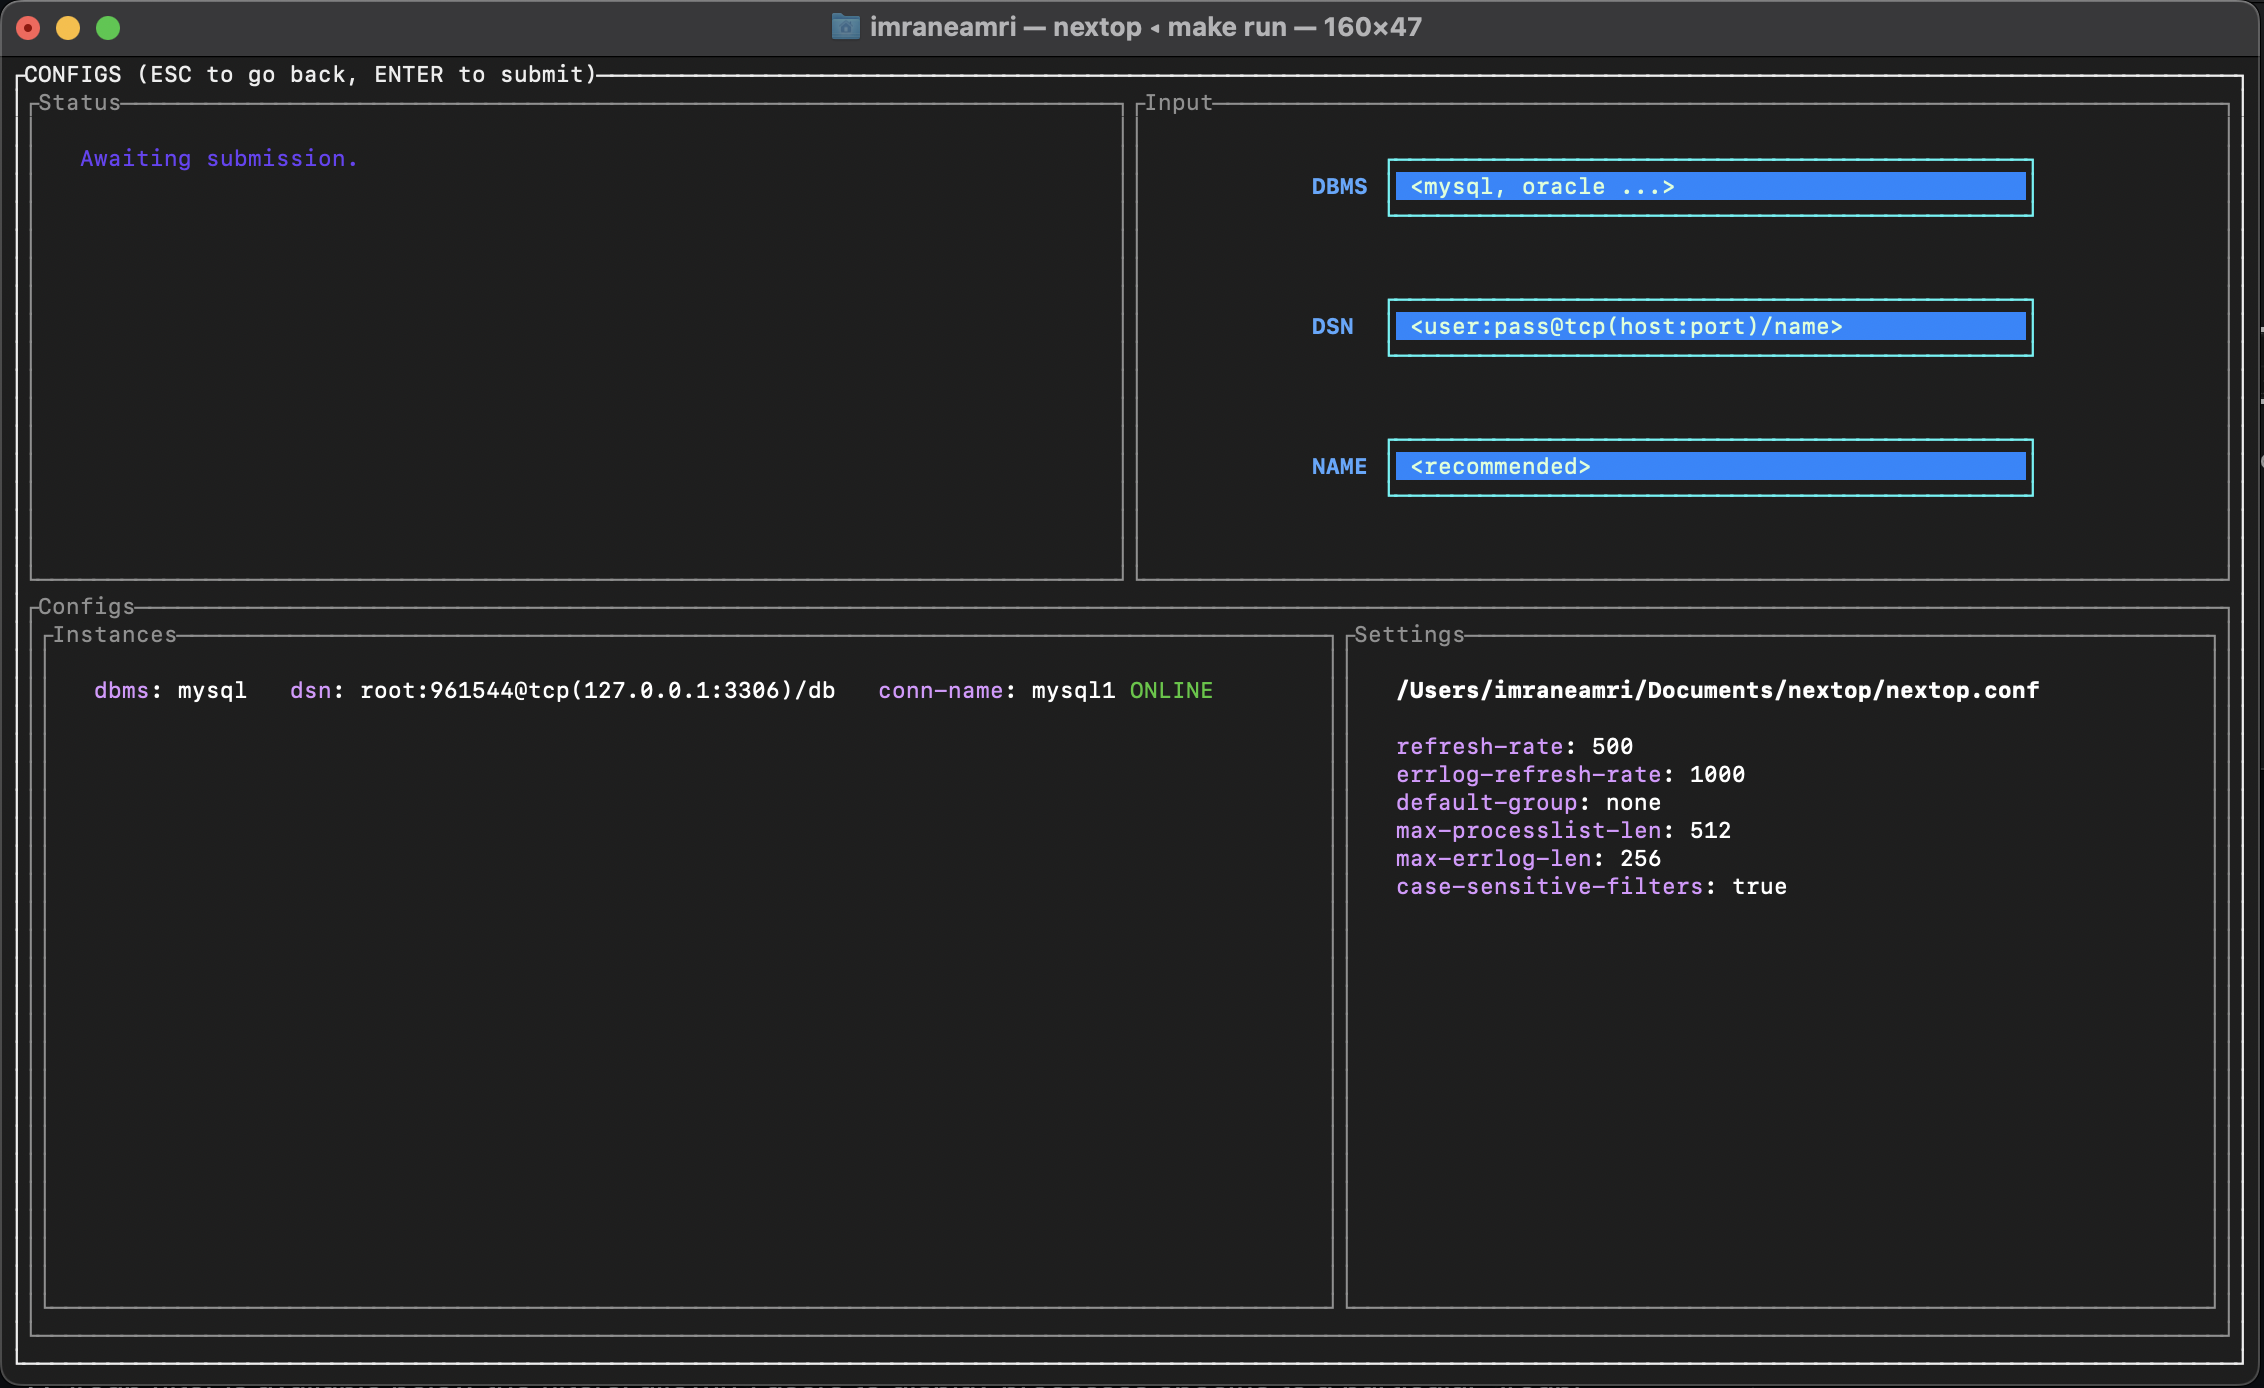 imraneamri — nextop ◂ make run — 160×47
CONFIGS (ESC to go back, ENTER to submit)
Status
Awaiting submission.
Input
DBMS <mysql, oracle ...>
DSN <user:pass@tcp(host:port)/name>
NAME <recommended>
Configs
Instances
dbms: mysql dsn: root:961544@tcp(127.0.0.1:3306)/db conn-name: mysql1 ONLINE
Settings
/Users/imraneamri/Documents/nextop/nextop.conf
refresh-rate: 500
errlog-refresh-rate: 1000
default-group: none
max-processlist-len: 512
max-errlog-len: 256
case-sensitive-filters: true